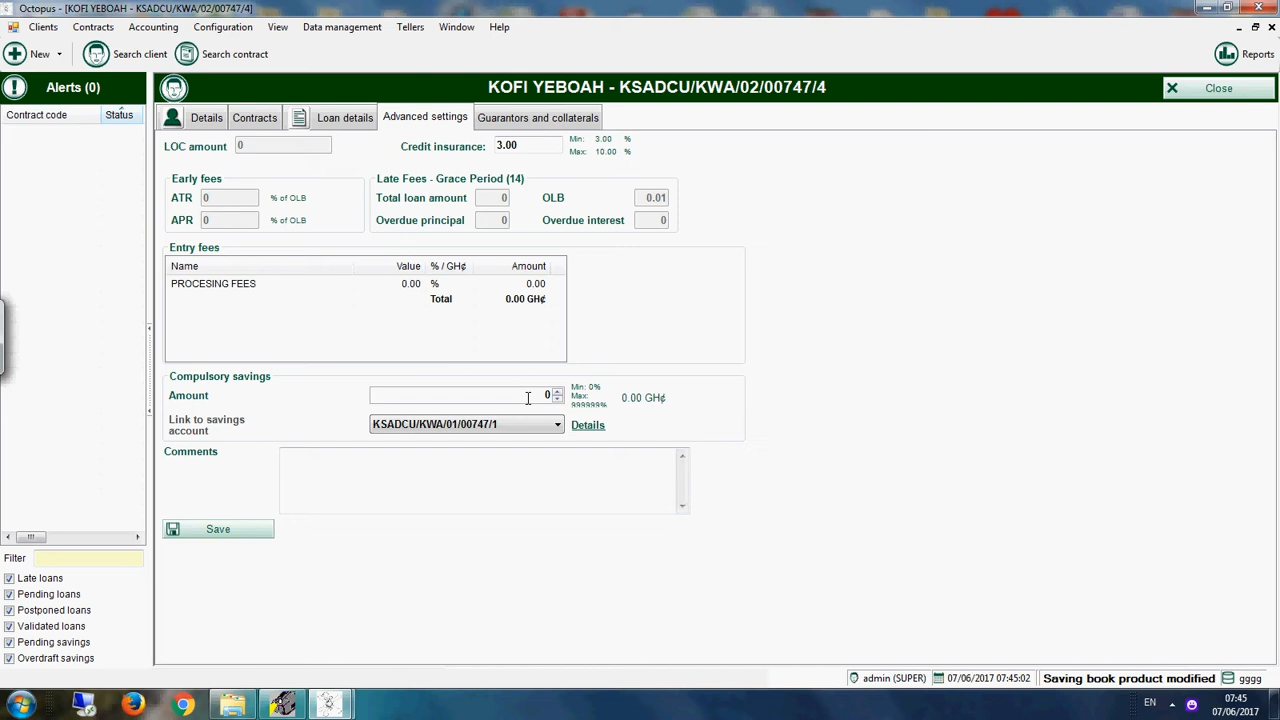 Octopus - [KOFI YEBOAH - KSADCU/KWA/02/00747/4]
Clients Contracts Accounting Configuration View Data management Tellers Window Help
New Search client Search contract Reports
Alerts (0) KOFI YEBOAH - KSADCU/KWA/02/00747/4 Close
Contract code Status
Details Contracts Loan details Advanced settings Guarantors and collaterals
LOC amount 0 Credit insurance: 3.00 Min: 3.00 %
Max: 10.00 %
Early fees Late Fees - Grace Period (14)
ATR 0 % of OLB Total loan amount 0 OLB 0.01
APR 0 % of OLB Overdue principal 0 Overdue interest 0
Entry fees
Name Value % / GH¢ Amount
PROCESING FEES 0.00 % 0.00
Total 0.00 GH¢
Compulsory savings
Amount 0 Min: 0%
Max:
999999% 0.00 GH¢
Link to savings
account KSADCU/KWA/01/00747/1 Details
Comments
Save
Filter
Late loans
Pending loans
Postponed loans
Validated loans
Pending savings
Overdraft savings
admin (SUPER) 07/06/2017 07:45:02 Saving book product modified gggg
EN 07:45
07/06/2017